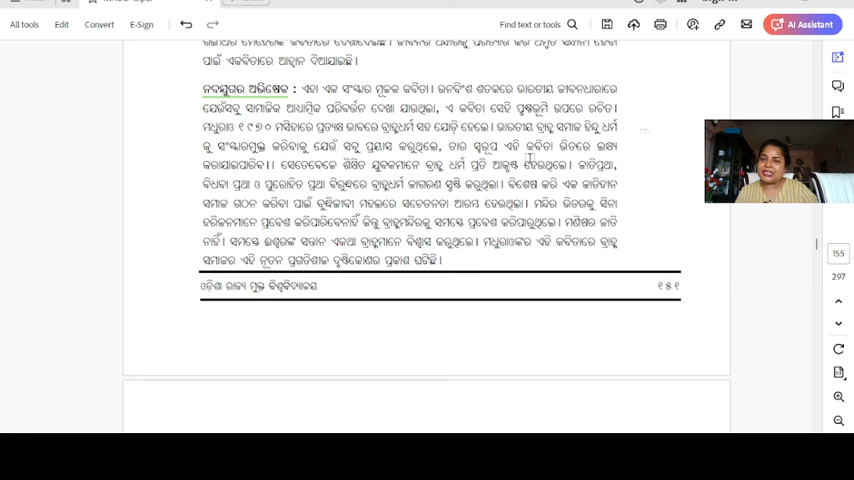 All tools Edit Convert E-Sign Find text or tools AI Assistant
ପାଇଁ ଏକବିତାରେ ଆହ୍ୱାନ ଦିଆଯାଇଛି।
ନବଯୁଗର ଅଭିଷେକ : ଏହା ଏକ ସଂସ୍କାର ମୂଳକ କବିତା। ଉନବିଂଶ ଶତକରେ ଭାରତୀୟ ଜୀବନଧାରାରେ
ଯେଉଁସବୁ ସାମାଜିକ ଆଧ୍ୟାତ୍ମିକ ପରିବର୍ତ୍ତନ ଦେଖା ଯାଉଥିଲା, ଏ କବିତା ସେହି ପୃଷ୍ଠଭୂମି ଉପରେ ରଚିତ।
ମଧୁରାଓ ୧୯୭୦ ମସିହାରେ ପ୍ରତ୍ୟକ୍ଷ ଭାବରେ ବ୍ରାହ୍ମଧର୍ମ ସହ ଯୋଡ଼ି ହେଲେ। ଭାରତୀୟ ବ୍ରାହ୍ମ ସମାଜ ହିନ୍ଦୁ ଧର୍ମ
କୁ ସଂସ୍କାରମୁକ୍ତ କରିବାକୁ ଯେଉଁ ସବୁ ପ୍ରୟାସ କରୁଥିଲେ, ତାର ସ୍ୱରୂପ ଏହି କବିତା ଭିତରେ ଲକ୍ଷ୍ୟ
କରାଯାଇପାରିବ।। ସେତେବେଳେ ଶିକ୍ଷିତ ଯୁବକମାନେ ବ୍ରାହ୍ମ ଧର୍ମ ପ୍ରତି ଆକୃଷ୍ଟ ହେଉଥିଲେ। ଜାତିପ୍ରଥା,
ବିଧବା ପ୍ରଥା ଓ ପୁରୋହିତ ପ୍ରଥା ବିରୁଦ୍ଧରେ ବ୍ରାହ୍ମଧର୍ମ ଜାଗରଣ ସୃଷ୍ଟି କରୁଥିଲା। ବିଶେଷ କରି ଏକ ଜାତିହୀନ
ସମାଜ ଗଠନ କରିବା ପାଇଁ ବୁଦ୍ଧିଜୀବୀ ମହଲରେ ସଚେତନତା ଆରମ୍ଭ ହେଉଥିଲା। ମନ୍ଦିର ଭିତରକୁ ସିନା
ହରିଜନମାନେ ପ୍ରବେଶ କରିପାରିବେନାହିଁ କିନ୍ତୁ ବ୍ରାହ୍ମମନ୍ଦିରକୁ ସମସ୍ତେ ପ୍ରବେଶ କରିପାରୁଥିଲେ। ମଣିଷର ଜାତି
ନାହିଁ। ସମସ୍ତେ ଈଶ୍ୱରଙ୍କ ସନ୍ତାନ ଏକଥା ବ୍ରାହ୍ମମାନେ ବିଶ୍ୱାସ କରୁଥିଲେ। ମଧୁରାଓଙ୍କର ଏହି କବିତାରେ ବ୍ରାହ୍ମ
ସମାଜର ଏହି ନୂତନ ପ୍ରଗତିଶୀଳ ଦୃଷ୍ଟିକୋଣର ପ୍ରକାଶ ଘଟିଛି।
ଓଡ଼ିଶା ରାଜ୍ୟ ମୁକ୍ତ ବିଶ୍ୱବିଦ୍ୟାଳୟ ୧୫୧
155
297